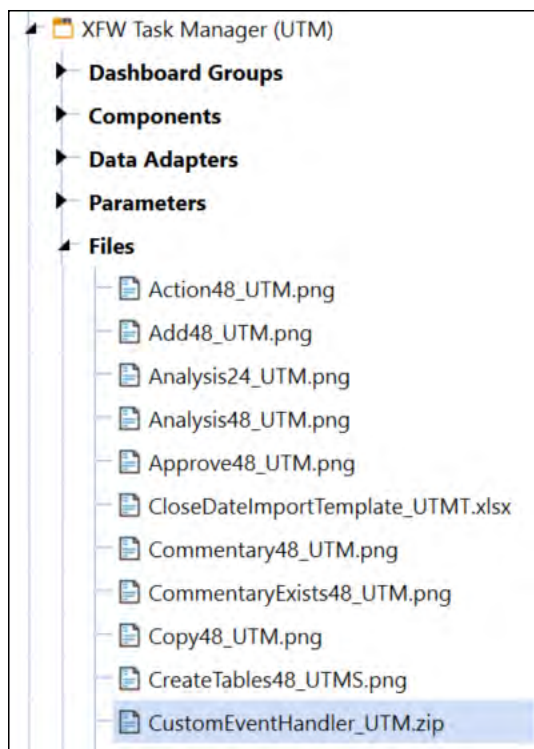 XFW Task Manager (UTM)
Dashboard Groups
Components
Data Adapters
Parameters
Files
Action48_UTM.png
Add48_UTM.png
Analysis24_UTM.png
Analysis48_UTM.png
Approve48_UTM.png
CloseDateImportTemplate_UTMT.xlsx
Commentary48_UTM.png
CommentaryExists48_UTM.png
Copy48_UTM.png
CreateTables48_UTMS.png
CustomEventHandler_UTM.zip